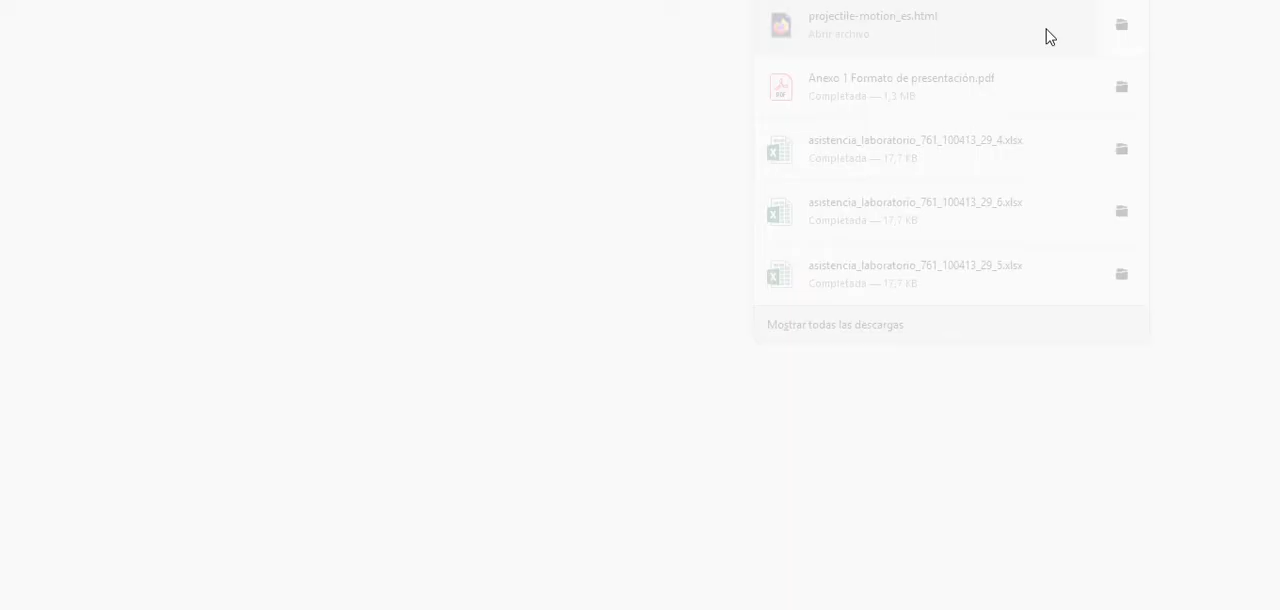 projectile-motion_es.html
Abrir archivo
Anexo 1 Formato de presentación.pdf
Completada — 1,3 MB
asistencia_laboratorio_761_100413_29_4.xlsx
Completada — 17,7 KB
asistencia_laboratorio_761_100413_29_6.xlsx
Completada — 17,7 KB
asistencia_laboratorio_761_100413_29_5.xlsx
Completada — 17,7 KB
Mostrar todas las descargas